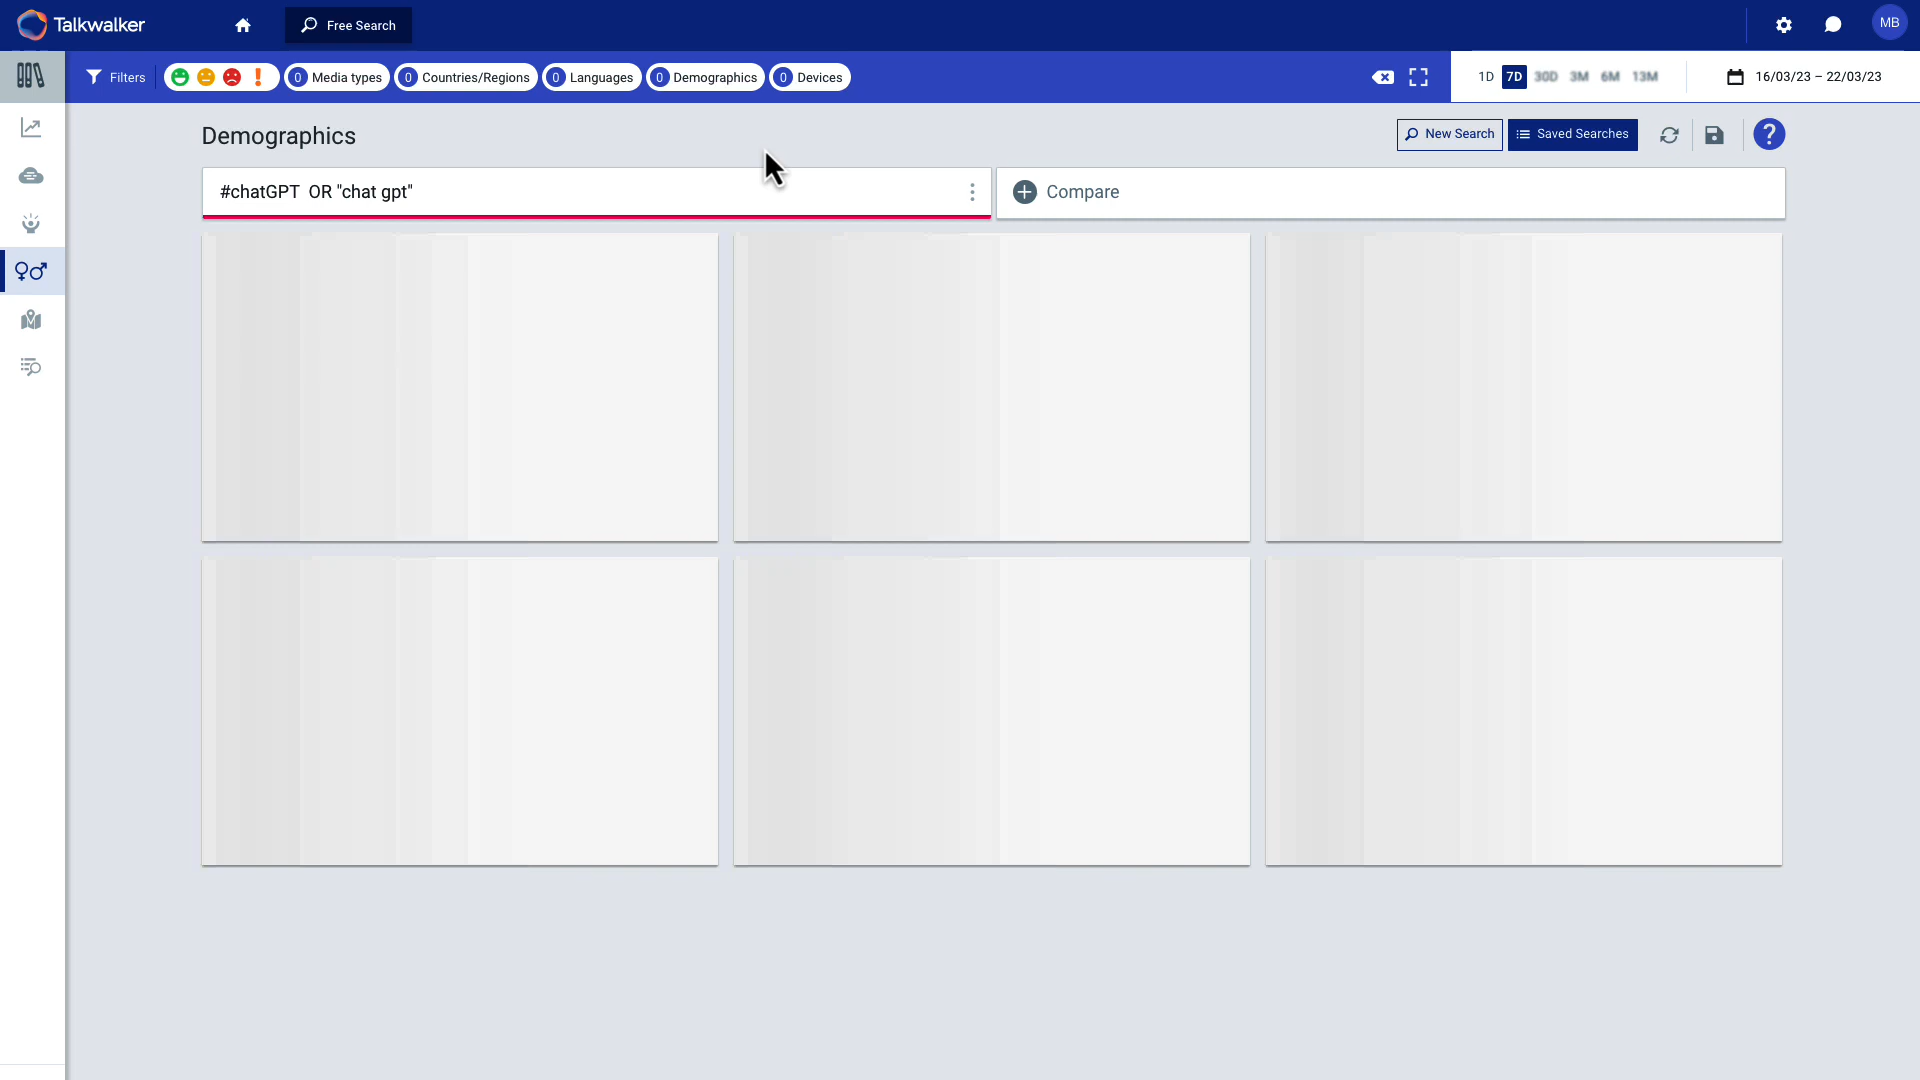 Talkwalker
Free Search
MB
Filters
0 Media types
0 Countries/Regions
0 Languages
0 Demographics
0 Devices
1D 7D 30D 3M 6M 13M
16/03/23 – 22/03/23
Demographics
New Search
Saved Searches
?
#chatGPT  OR "chat gpt"
Compare